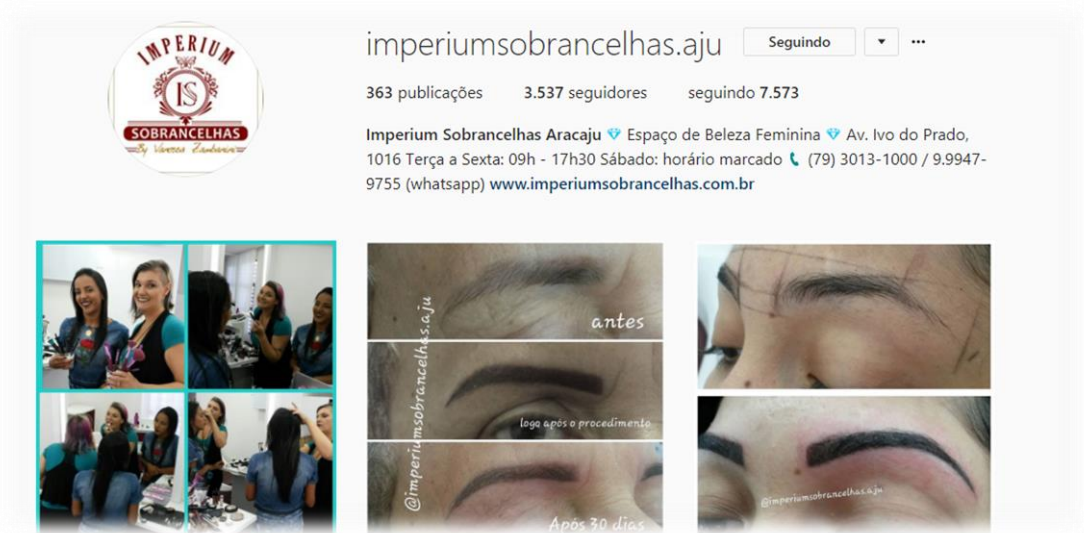 IMPERIUM
IS
SOBRANCELHAS
By Vanessa Zambanini
imperiumsobrancelhas.aju Seguindo
363 publicações 3.537 seguidores seguindo 7.573
Imperium Sobrancelhas Aracaju 💎 Espaço de Beleza Feminina 💎 Av. Ivo do Prado,
1016 Terça a Sexta: 09h - 17h30 Sábado: horário marcado 📞 (79) 3013-1000 / 9.9947-
9755 (whatsapp) www.imperiumsobrancelhas.com.br
antes
@imperiumsobrancelhas.aju
logo após o procedimento
Após 30 dias
@imperiumsobrancelhas.aju